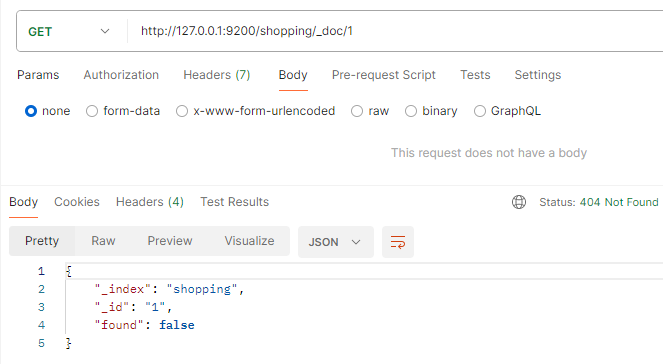 GET http://127.0.0.1:9200/shopping/_doc/1
Params Authorization Headers (7) Body Pre-request Script Tests Settings
none form-data x-www-form-urlencoded raw binary GraphQL
This request does not have a body
Body Cookies Headers (4) Test Results Status: 404 Not Found
Pretty Raw Preview Visualize JSON
1 {
2 "_index": "shopping",
3 "_id": "1",
4 "found": false
5 }